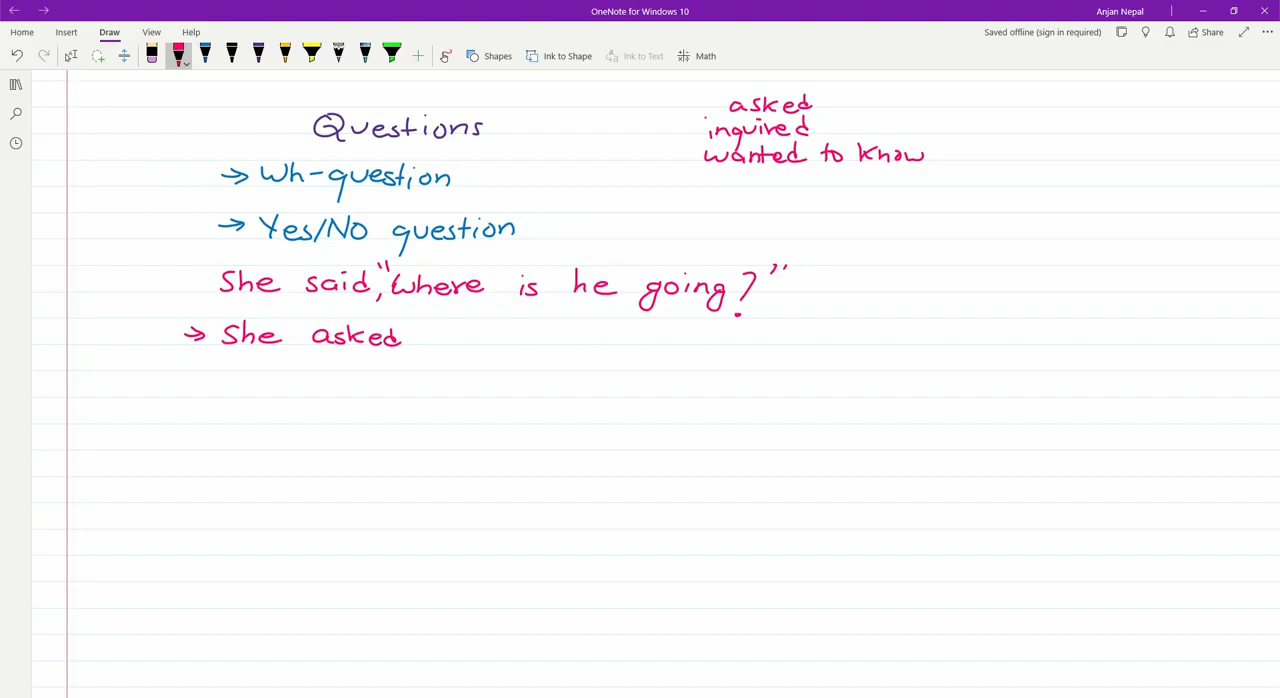 OneNote for Windows 10
Anjan Nepal
Home Insert Draw View Help
Saved offline (sign in required)
Share
Shapes
Ink to Shape
Ink to Text
Math
Questions
asked
inquired
wanted to know
→ Wh-question
→ Yes/No question
She said, "Where is he going?"
→ She asked